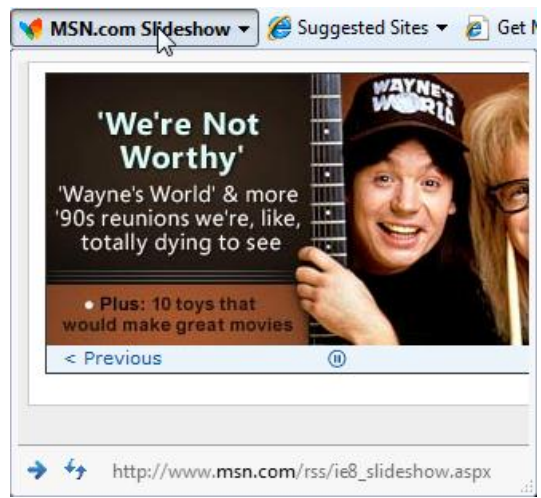 MSN.com Slideshow Suggested Sites Get
WAYNE'S
WORLD
'We're Not
Worthy'
'Wayne's World' & more
'90s reunions we're, like,
totally dying to see
• Plus: 10 toys that
would make great movies
< Previous
http://www.msn.com/rss/ie8_slideshow.aspx